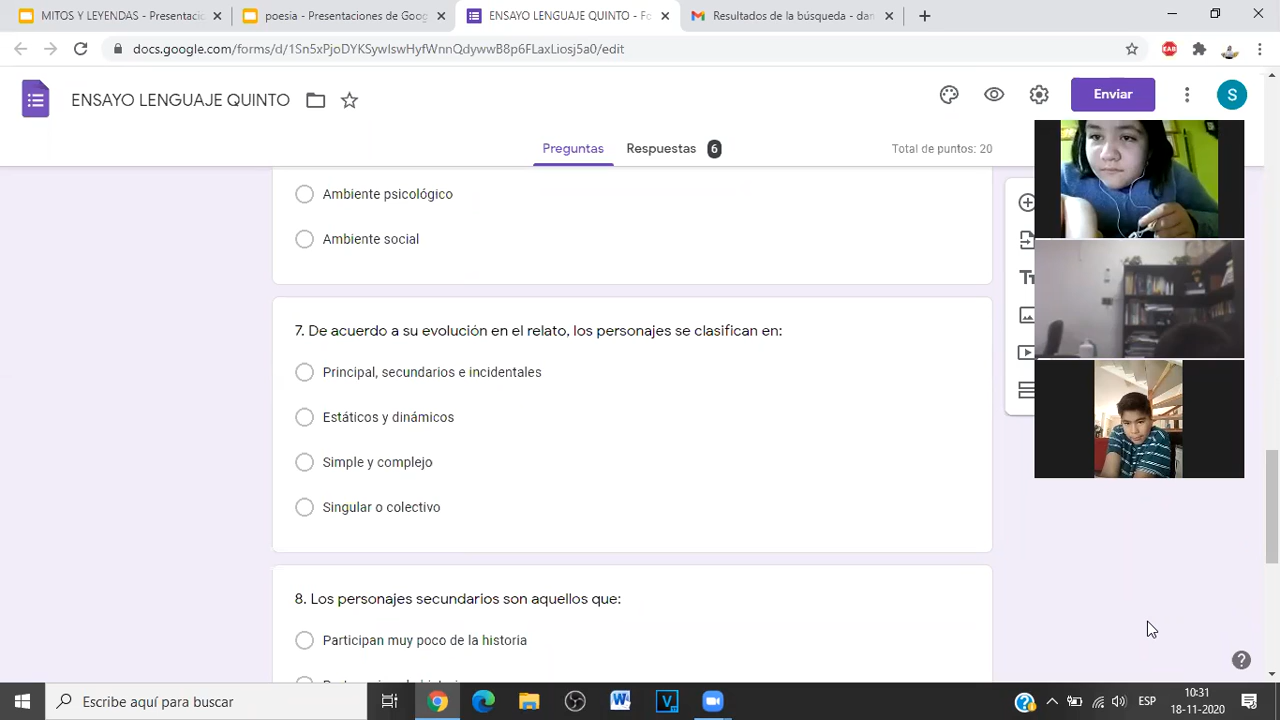 MITOS Y LEYENDAS - Presentaci
poesia - Presentaciones de Goog
ENSAYO LENGUAJE QUINTO - Fo
Resultados de la búsqueda - dan
docs.google.com/forms/d/1Sn5xPjoDYKSywIswHyfWnnQdywwB8p6FLaxLiosj5a0/edit
ENSAYO LENGUAJE QUINTO
Enviar
S
Preguntas
Respuestas 6
Total de puntos: 20
Ambiente psicológico
Ambiente social
7. De acuerdo a su evolución en el relato, los personajes se clasifican en:
Principal, secundarios e incidentales
Estáticos y dinámicos
Simple y complejo
Singular o colectivo
8. Los personajes secundarios son aquellos que:
Participan muy poco de la historia
Escribe aquí para buscar
ESP
10:31
18-11-2020